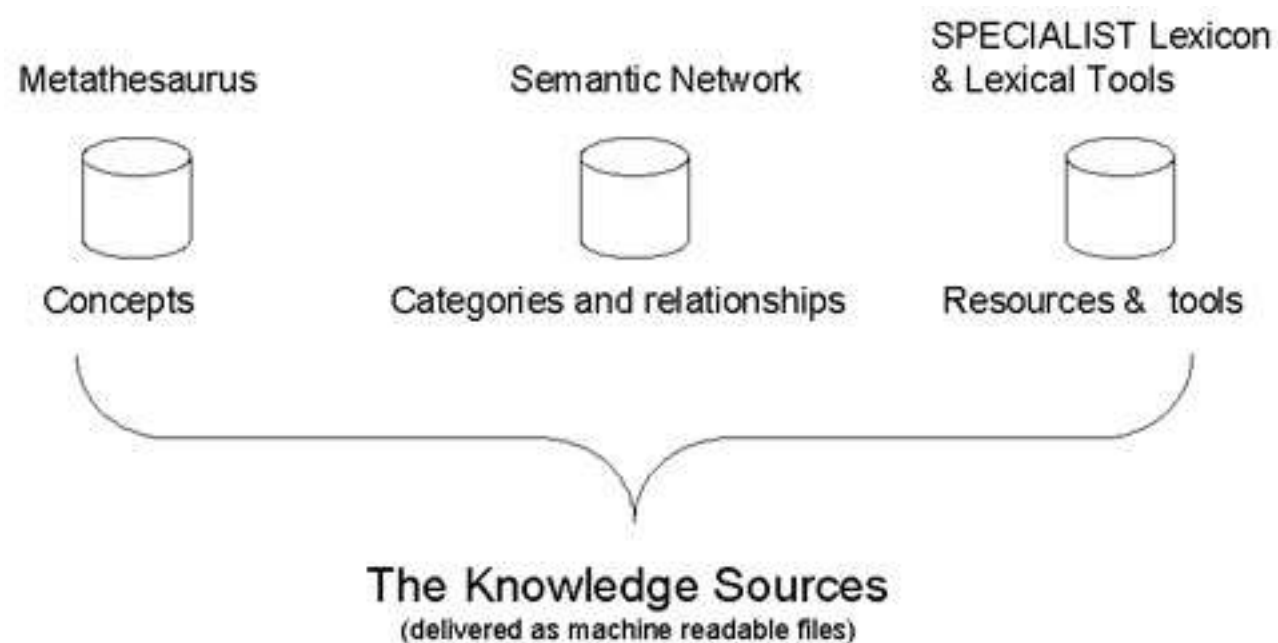 Metathesaurus
Semantic Network
SPECIALIST Lexicon
& Lexical Tools
Concepts
Categories and relationships
Resources & tools
The Knowledge Sources
(delivered as machine readable files)